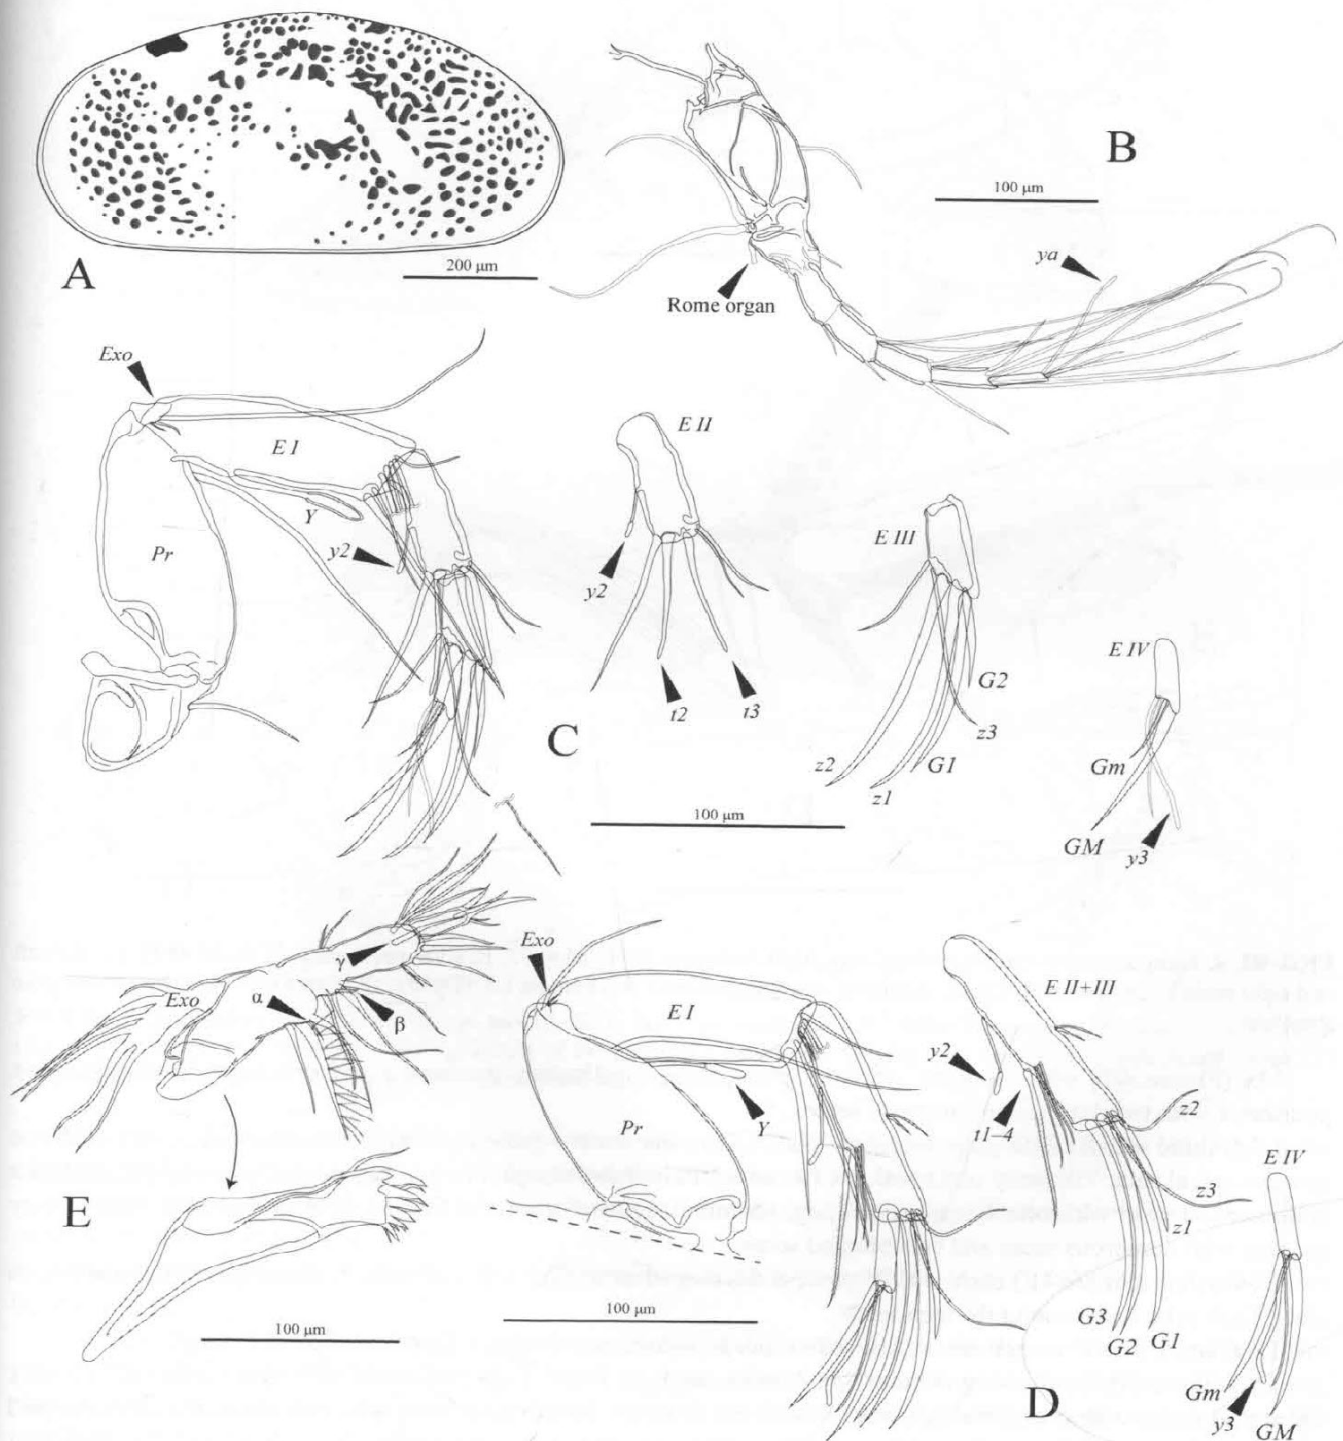 A
200 μm
B
100 μm
ya
Rome organ
Exo
E I
Y
Pr
y2
E II
y2
t2
t3
E III
G2
z3
G1
z1
z2
C
100 μm
E IV
Gm
GM
y3
Exo
γ
α
β
E
100 μm
Exo
E I
Y
Pr
100 μm
E II+III
y2
t1-4
z2
z3
z1
G3
G2
G1
E IV
D
Gm
y3
GM